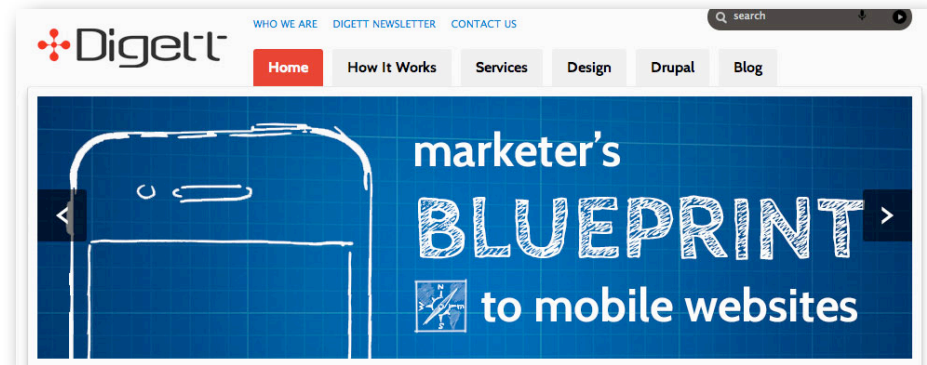 WHO WE ARE DIGETT NEWSLETTER CONTACT US
search
Digett
Home How It Works Services Design Drupal Blog
marketer's
BLUEPRINT
to mobile websites